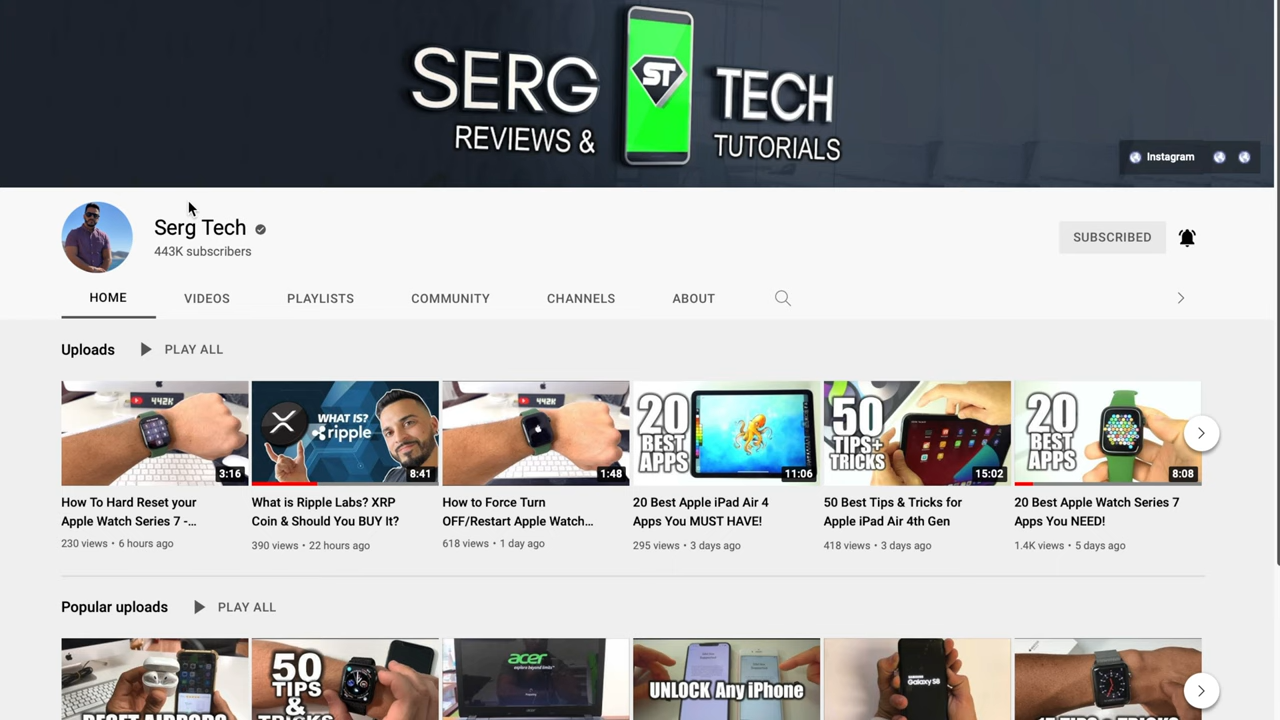 SERG ST TECH
REVIEWS & TUTORIALS
Instagram
Serg Tech
443K subscribers
SUBSCRIBED
HOME VIDEOS PLAYLISTS COMMUNITY CHANNELS ABOUT
Uploads PLAY ALL
442K
3:16
WHAT IS?
ripple
8:41
442K
1:48
20
BEST
APPS
11:06
50
TIPS+
TRICKS
15:02
20
BEST
APPS
8:08
How To Hard Reset your
Apple Watch Series 7 -...
230 views • 6 hours ago
What is Ripple Labs? XRP
Coin & Should You BUY It?
390 views • 22 hours ago
How to Force Turn
OFF/Restart Apple Watch...
618 views • 1 day ago
20 Best Apple iPad Air 4
Apps You MUST HAVE!
295 views • 3 days ago
50 Best Tips & Tricks for
Apple iPad Air 4th Gen
418 views • 3 days ago
20 Best Apple Watch Series 7
Apps You NEED!
1.4K views • 5 days ago
Popular uploads PLAY ALL
RESET AIRPODS
50
TIPS
&
TRICKS
acer
UNLOCK Any iPhone
SAMSUNG
Galaxy S8